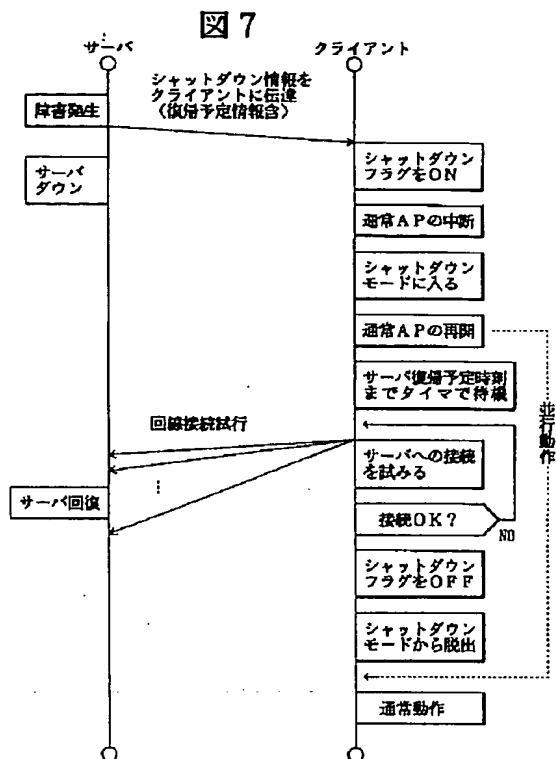 図7
サーバ
クライアント
シャットダウン情報を
クライアントに伝達
(復帰予定情報含)
障害発生
サーバ
ダウン
シャットダウン
フラグをON
通常APの中断
シャットダウン
モードに入る
通常APの再開
サーバ復帰予定時刻
までタイマで待機
並行動作
回線接続試行
サーバへの接続
を試みる
サーバ回復
接続OK?
NO
シャットダウン
フラグをOFF
シャットダウン
モードから脱出
通常動作